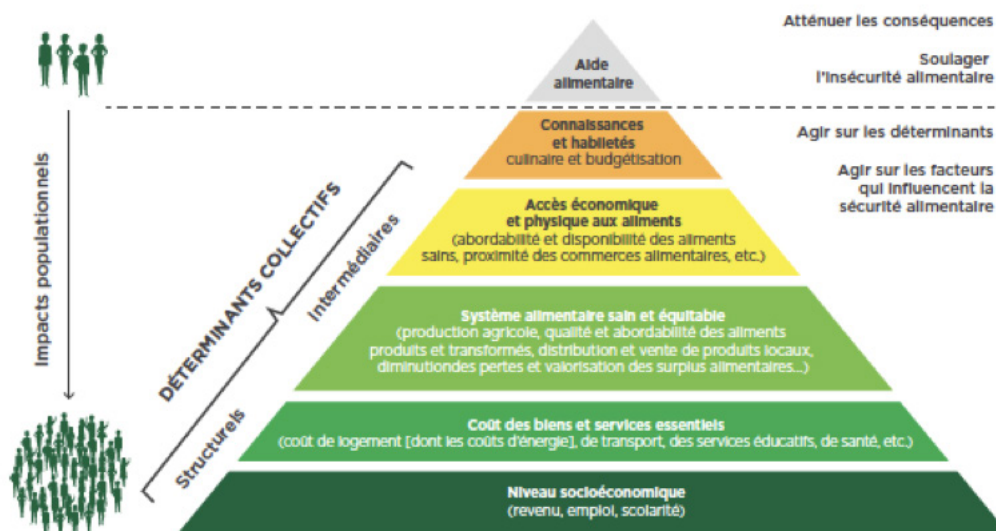 Aide
alimentaire
Atténuer les conséquences
Soulager
l'insécurité alimentaire
Connaissances
et habiletés
culinaire et budgétisation
Agir sur les déterminants
Agir sur les facteurs
qui influencent la
sécurité alimentaire
Accès économique
et physique aux aliments
(abordabilité et disponibilité des aliments
sains, proximité des commerces alimentaires, etc.)
Impacts populationnels
DÉTERMINANTS COLLECTIFS
Intermédiaires
Structurels
Système alimentaire sain et équitable
(production agricole, qualité et abordabilité des aliments
produits et transformés, distribution et vente de produits locaux,
diminutiondes pertes et valorisation des surplus alimentaires...)
Coût des biens et services essentiels
(coût de logement [dont les coûts d'énergie], de transport, des services éducatifs, de santé, etc.)
Niveau socioéconomique
(revenu, emploi, scolarité)